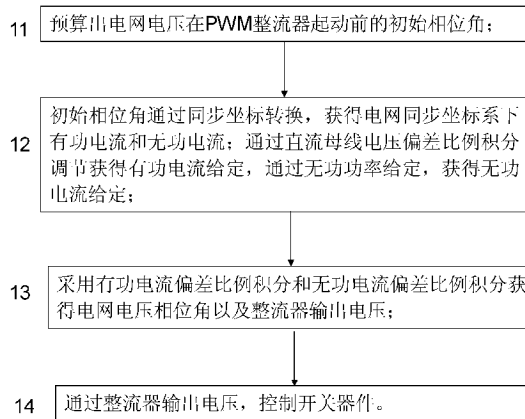 11 预算出电网电压在PWM整流器起动前的初始相位角；
12 初始相位角通过同步坐标转换，获得电网同步坐标系下
有功电流和无功电流；通过直流母线电压偏差比例积分
调节获得有功电流给定，通过无功功率给定，获得无功
电流给定；
13 采用有功电流偏差比例积分和无功电流偏差比例积分获
得电网电压相位角以及整流器输出电压；
14 通过整流器输出电压，控制开关器件。